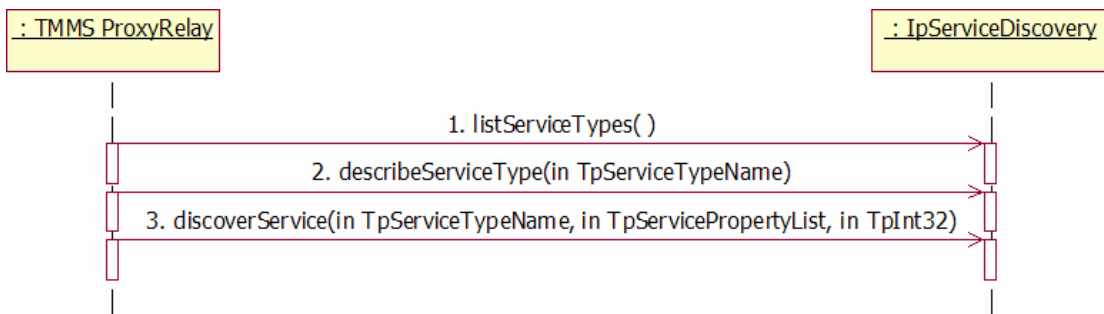 : TMMS ProxyRelay
: IpServiceDiscovery
1. listServiceTypes( )
2. describeServiceType(in TpServiceTypeName)
3. discoverService(in TpServiceTypeName, in TpServicePropertyList, in TpInt32)